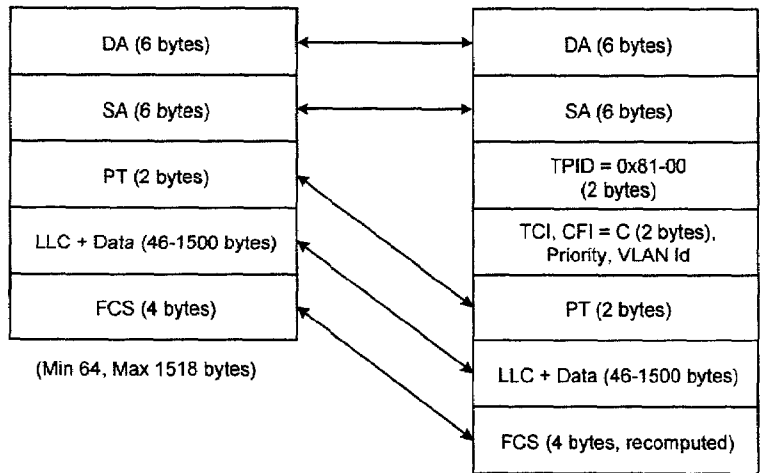 DA (6 bytes)
SA (6 bytes)
PT (2 bytes)
LLC + Data (46-1500 bytes)
FCS (4 bytes)
(Min 64, Max 1518 bytes)
DA (6 bytes)
SA (6 bytes)
TPID = 0x81-00
(2 bytes)
TCI, CFI = C (2 bytes),
Priority, VLAN Id
PT (2 bytes)
LLC + Data (46-1500 bytes)
FCS (4 bytes, recomputed)